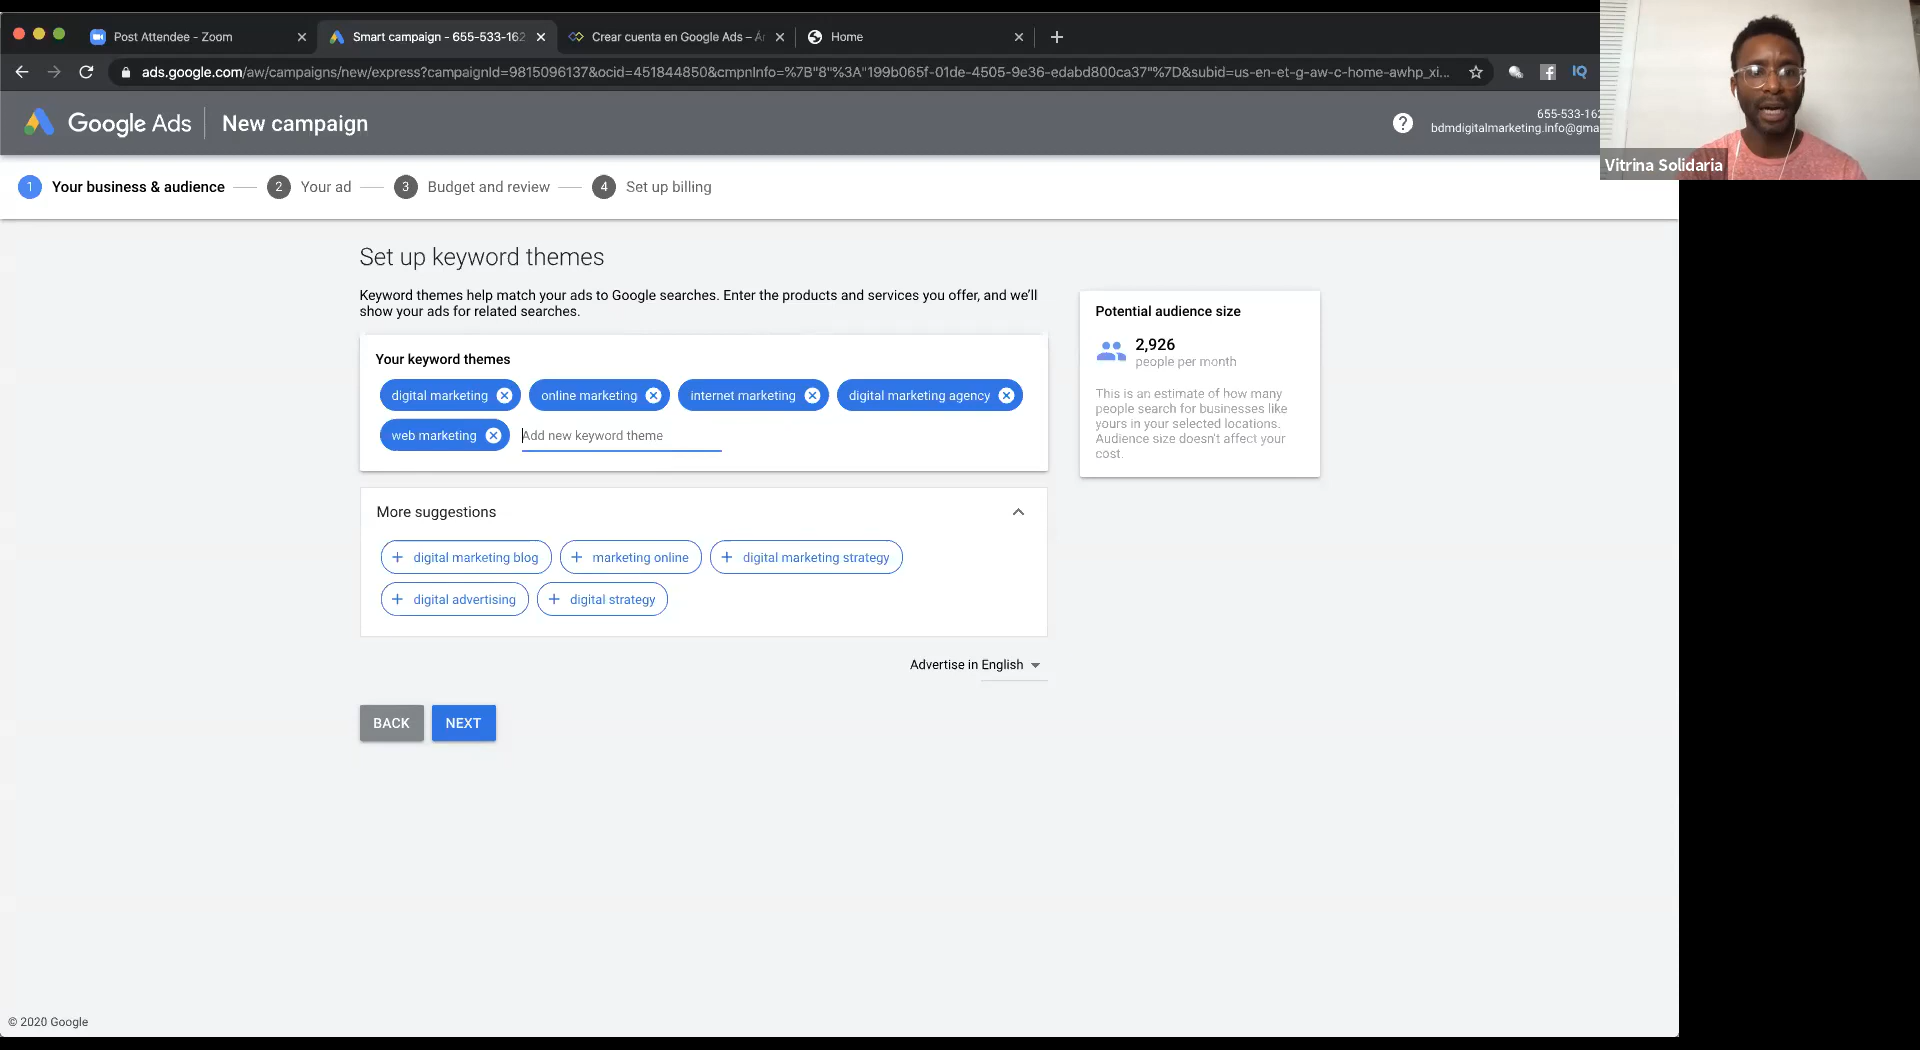 Post Attendee - Zoom
Smart campaign - 655-533-162
Crear cuenta en Google Ads –
Home
ads.google.com/aw/campaigns/new/express?campaignId=9815096137&ocid=451844850&cmpnInfo=%7B"8"%3A"199b065f-01de-4505-9e36-edabd800ca37"%7D&subid=us-en-et-g-aw-c-home-awhp_xi...
IQ
Google Ads
New campaign
?
655-533-162
bdmdigitalmarketing.info@gma
Vitrina Solidaria
1 Your business & audience
2 Your ad
3 Budget and review
4 Set up billing
Set up keyword themes
Keyword themes help match your ads to Google searches. Enter the products and services you offer, and we'll
show your ads for related searches.
Your keyword themes
digital marketing
online marketing
internet marketing
digital marketing agency
web marketing
Add new keyword theme
Potential audience size
2,926
people per month
This is an estimate of how many
people search for businesses like
yours in your selected locations.
Audience size doesn't affect your
cost.
More suggestions
+ digital marketing blog
+ marketing online
+ digital marketing strategy
+ digital advertising
+ digital strategy
Advertise in English
BACK
NEXT
© 2020 Google